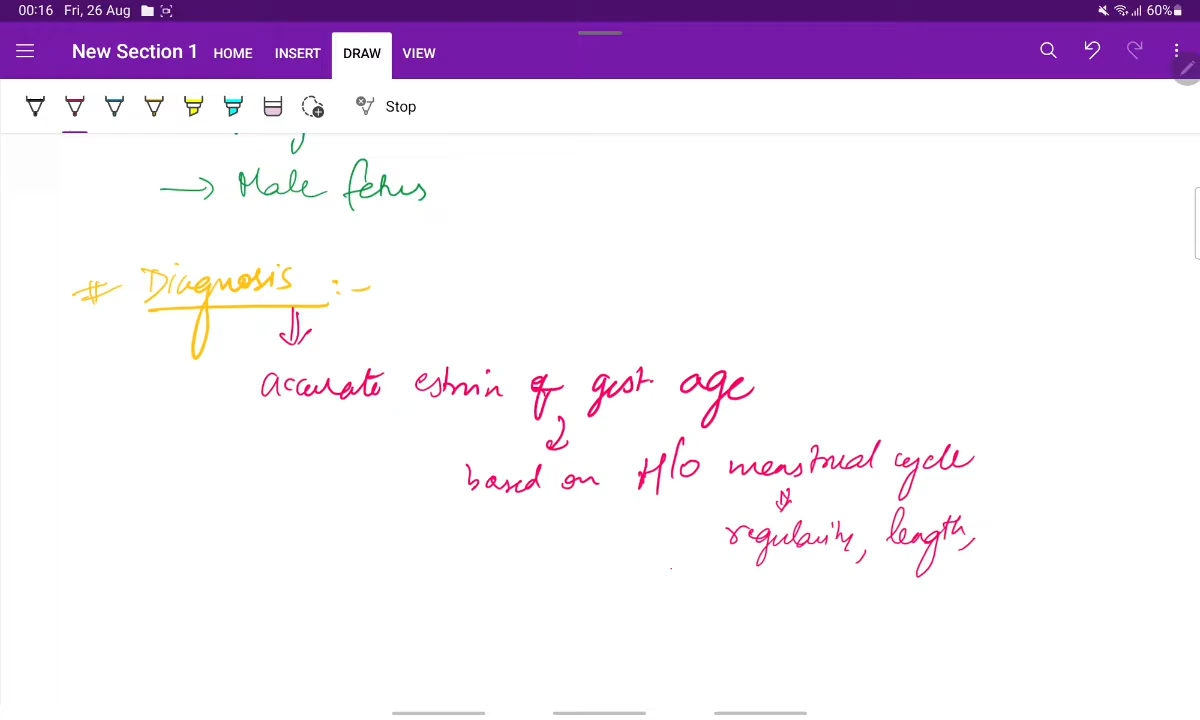 00:16 Fri, 26 Aug 60%
New Section 1 HOME INSERT DRAW VIEW
Stop
→ Male fetus
# Diagnosis :-
accurate estmin of gest. age
based on H/O menstrual cycle
regularity, length,